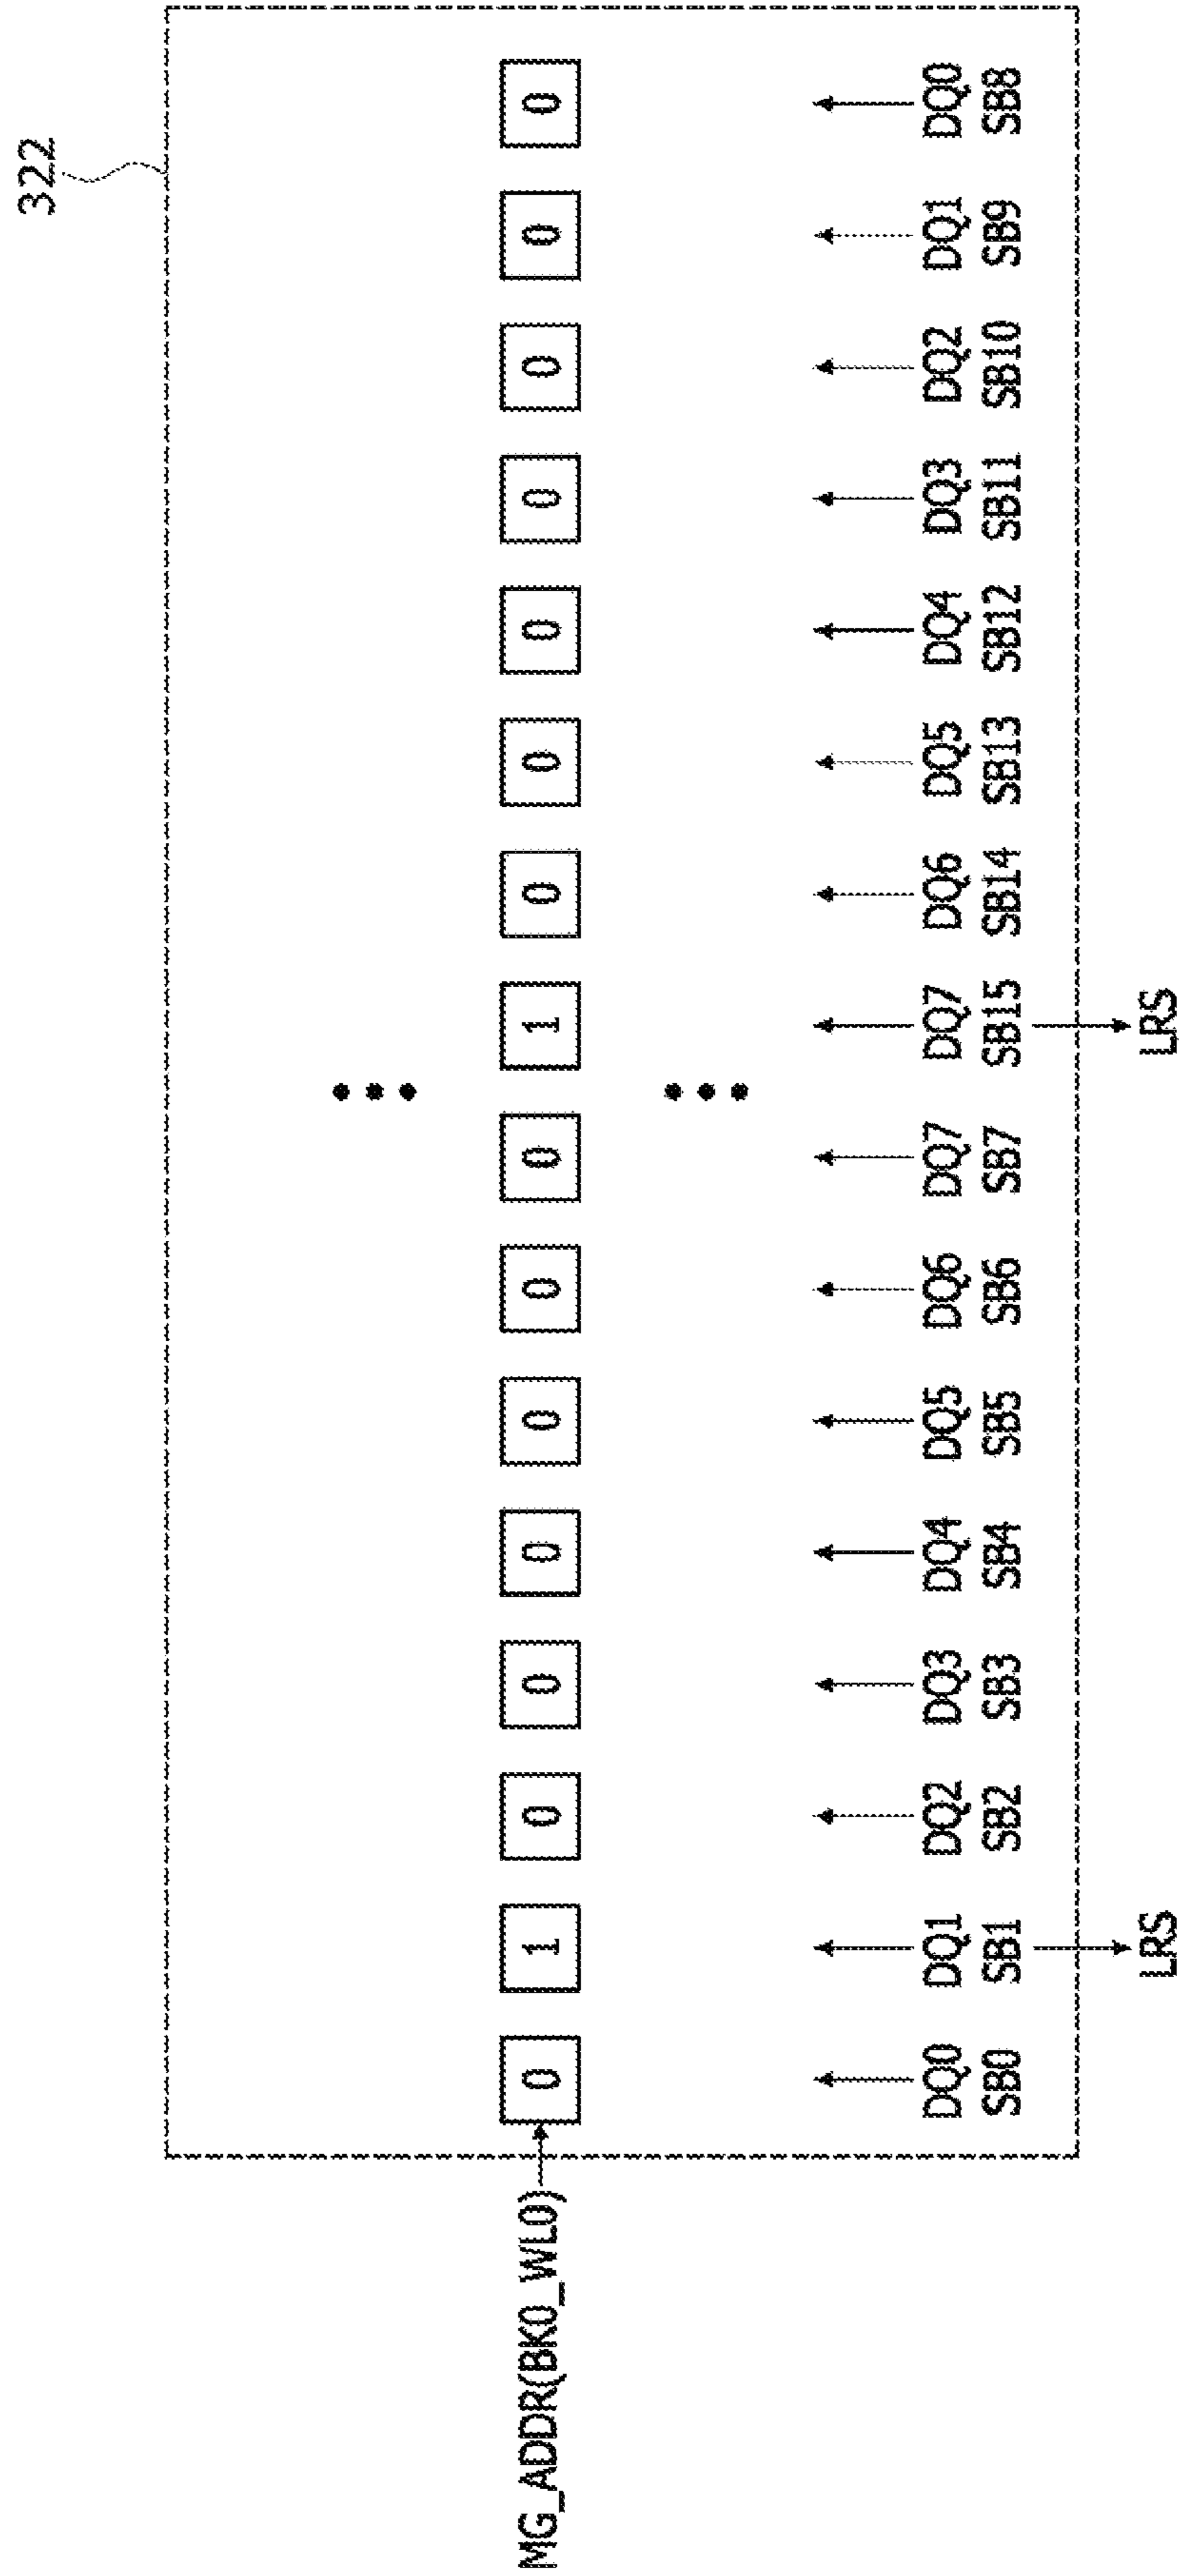 322
MG_ADDR(BK0_WL0) 0 1 0 0 0 0 0 0 1 0 0 0 0 0 0 0
DQ0 DQ1 DQ2 DQ3 DQ4 DQ5 DQ6 DQ7 DQ7 DQ6 DQ5 DQ4 DQ3 DQ2 DQ1 DQ0
SB0 SB1 SB2 SB3 SB4 SB5 SB6 SB7 SB15 SB14 SB13 SB12 SB11 SB10 SB9 SB8
LRS LRS